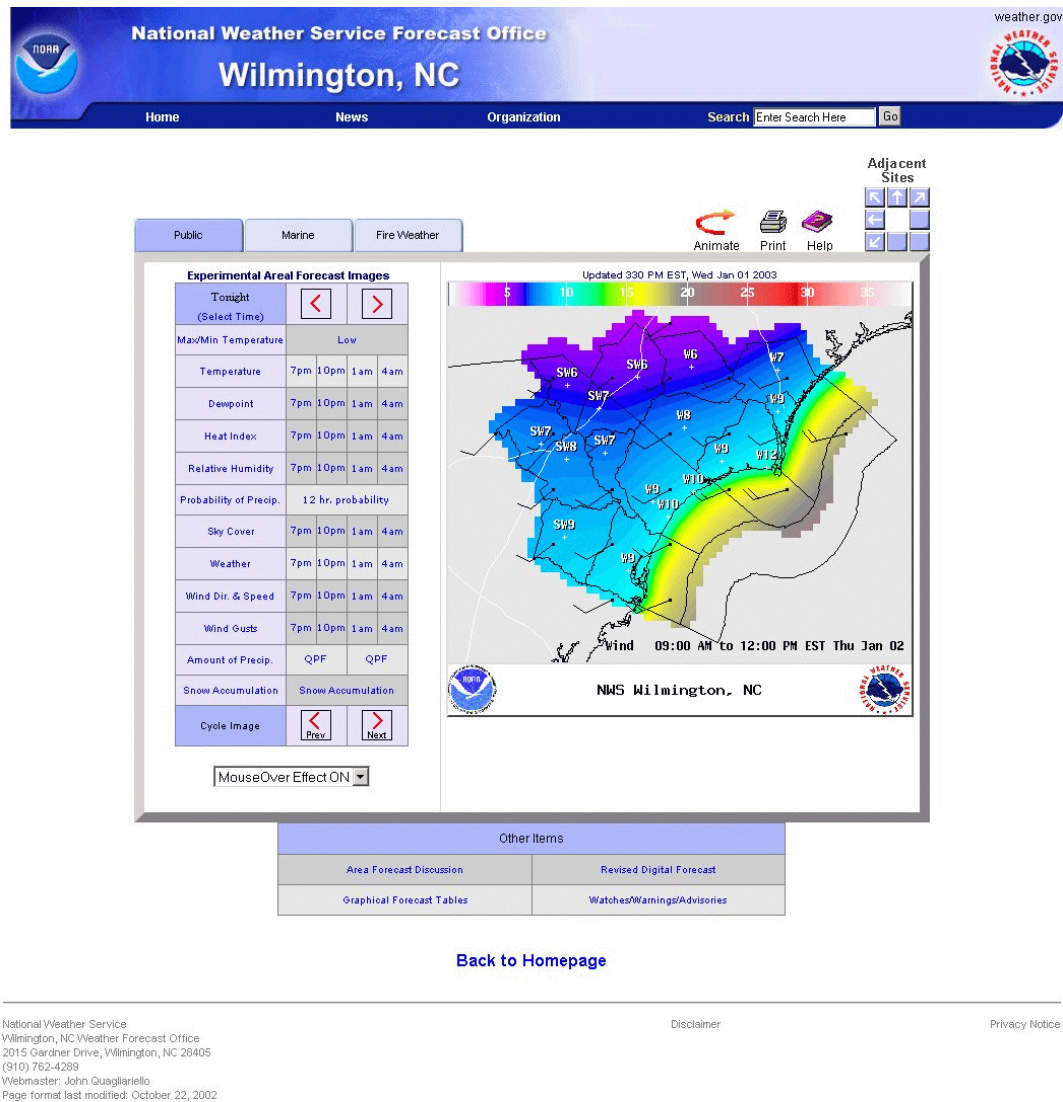 weather.gov
NOAA
National Weather Service Forecast Office
Wilmington, NC
NATIONAL WEATHER SERVICE
Home News Organization Search Enter Search Here Go
Adjacent
Sites
Public Marine Fire Weather
Animate Print Help
Experimental Areal Forecast Images
Tonight
(Select Time)
Max/Min Temperature Low
Temperature 7pm 10pm 1am 4am
Dewpoint 7pm 10pm 1am 4am
Heat Index 7pm 10pm 1am 4am
Relative Humidity 7pm 10pm 1am 4am
Probability of Precip. 12 hr. probability
Sky Cover 7pm 10pm 1am 4am
Weather 7pm 10pm 1am 4am
Wind Dir. & Speed 7pm 10pm 1am 4am
Wind Gusts 7pm 10pm 1am 4am
Amount of Precip. QPF QPF
Snow Accumulation Snow Accumulation
Cycle Image Prev Next
MouseOver Effect ON
Updated 330 PM EST, Wed Jan 01 2003
5 10 15 20 25 30 35
W6 W7
SW6 SW6
SW7 W9
W8
SW7 SW8 SW7
W9 W12
W10
W9 W10
SW9
W9
Wind 09:00 AM to 12:00 PM EST Thu Jan 02
NOAA
NWS Wilmington, NC
NATIONAL WEATHER SERVICE
Other Items
Area Forecast Discussion Revised Digital Forecast
Graphical Forecast Tables Watches/Warnings/Advisories
Back to Homepage
National Weather Service Disclaimer Privacy Notice
Wilmington, NC Weather Forecast Office
2015 Gardner Drive, Wilmington, NC 28405
(910) 762-4289
Webmaster: John Quagliariello
Page format last modified: October 22, 2002